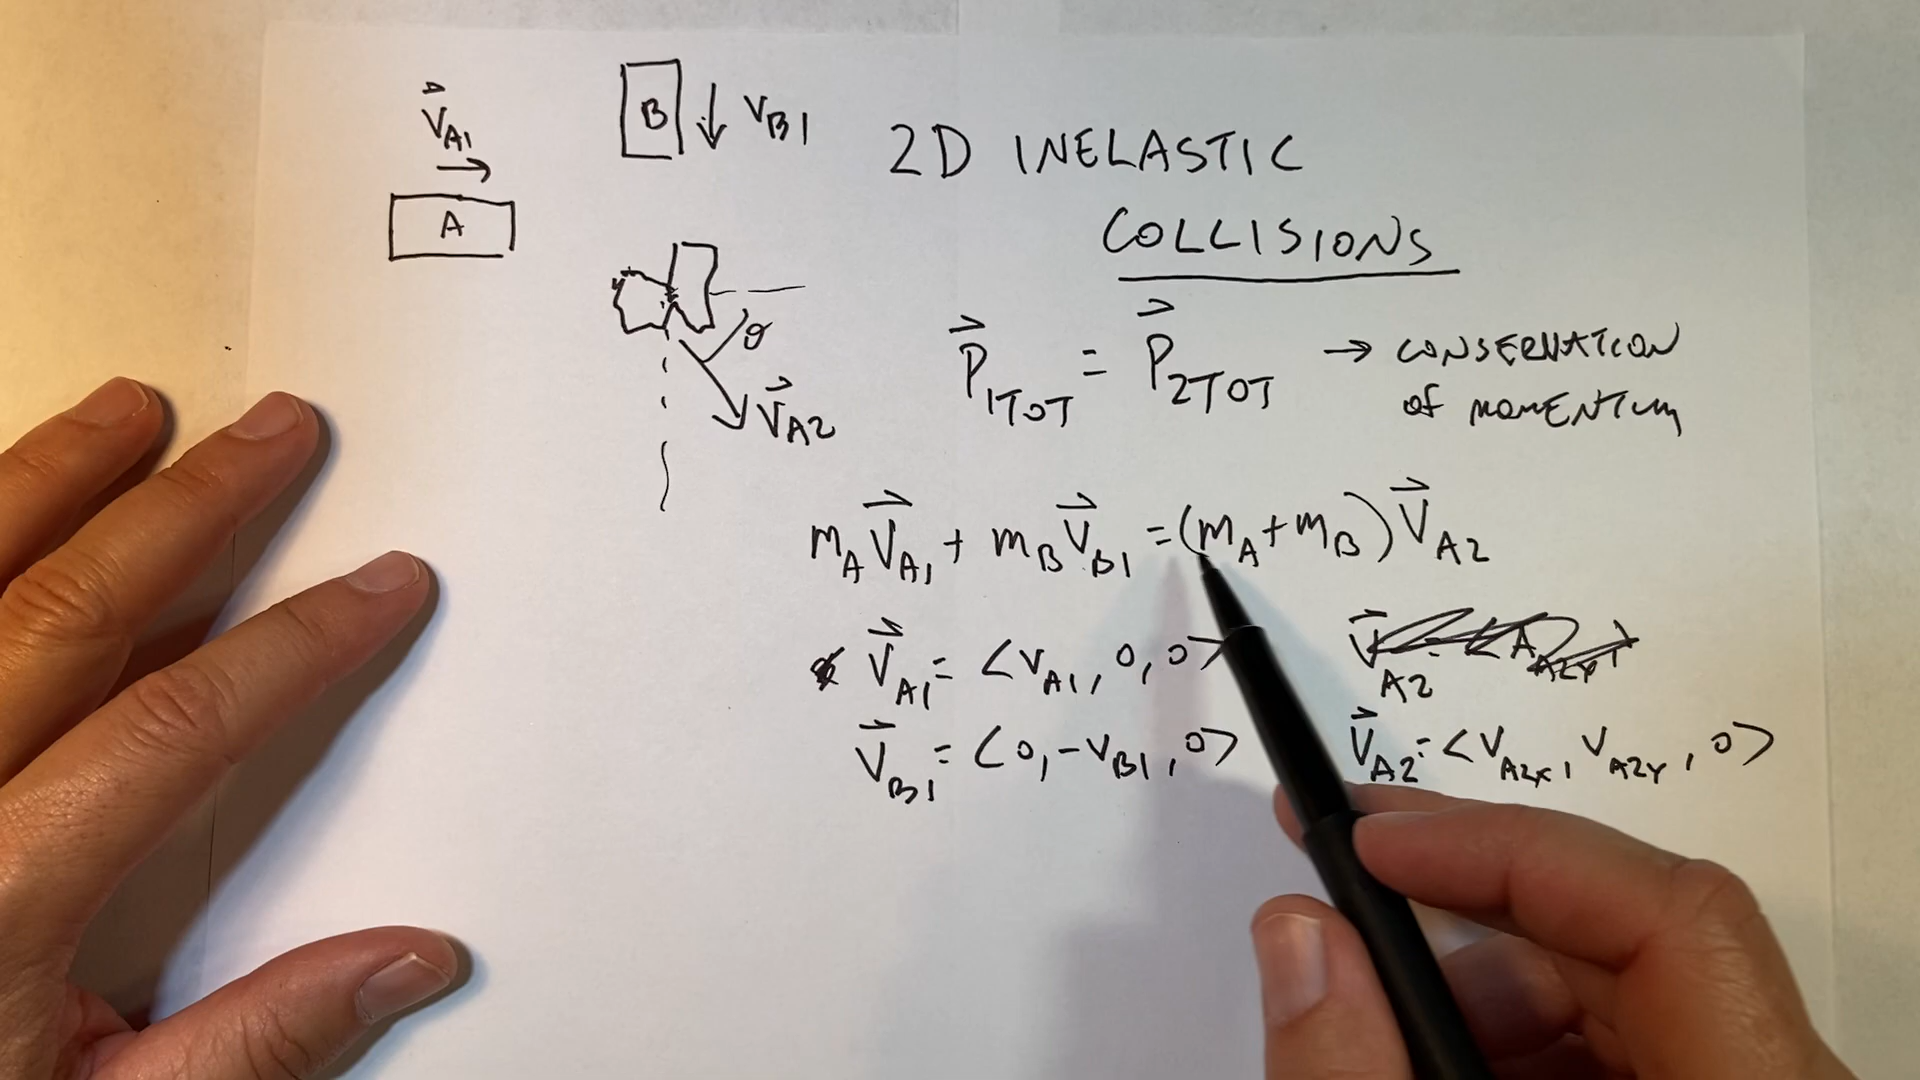 V⃗A1
A
B ↓ VB1
2D INELASTIC
COLLISIONS
θ
V⃗A2
P⃗1TOT = P⃗2TOT → CONSERVATION
of MOMENTUM
mA V⃗A1 + mB V⃗B1 = (mA + mB) V⃗A2
V⃗A1 = <VA1, 0, 0>
V⃗A2
V⃗B1 = <0, -VB1, 0>
V⃗A2 = <VA2x, VA2y, 0>